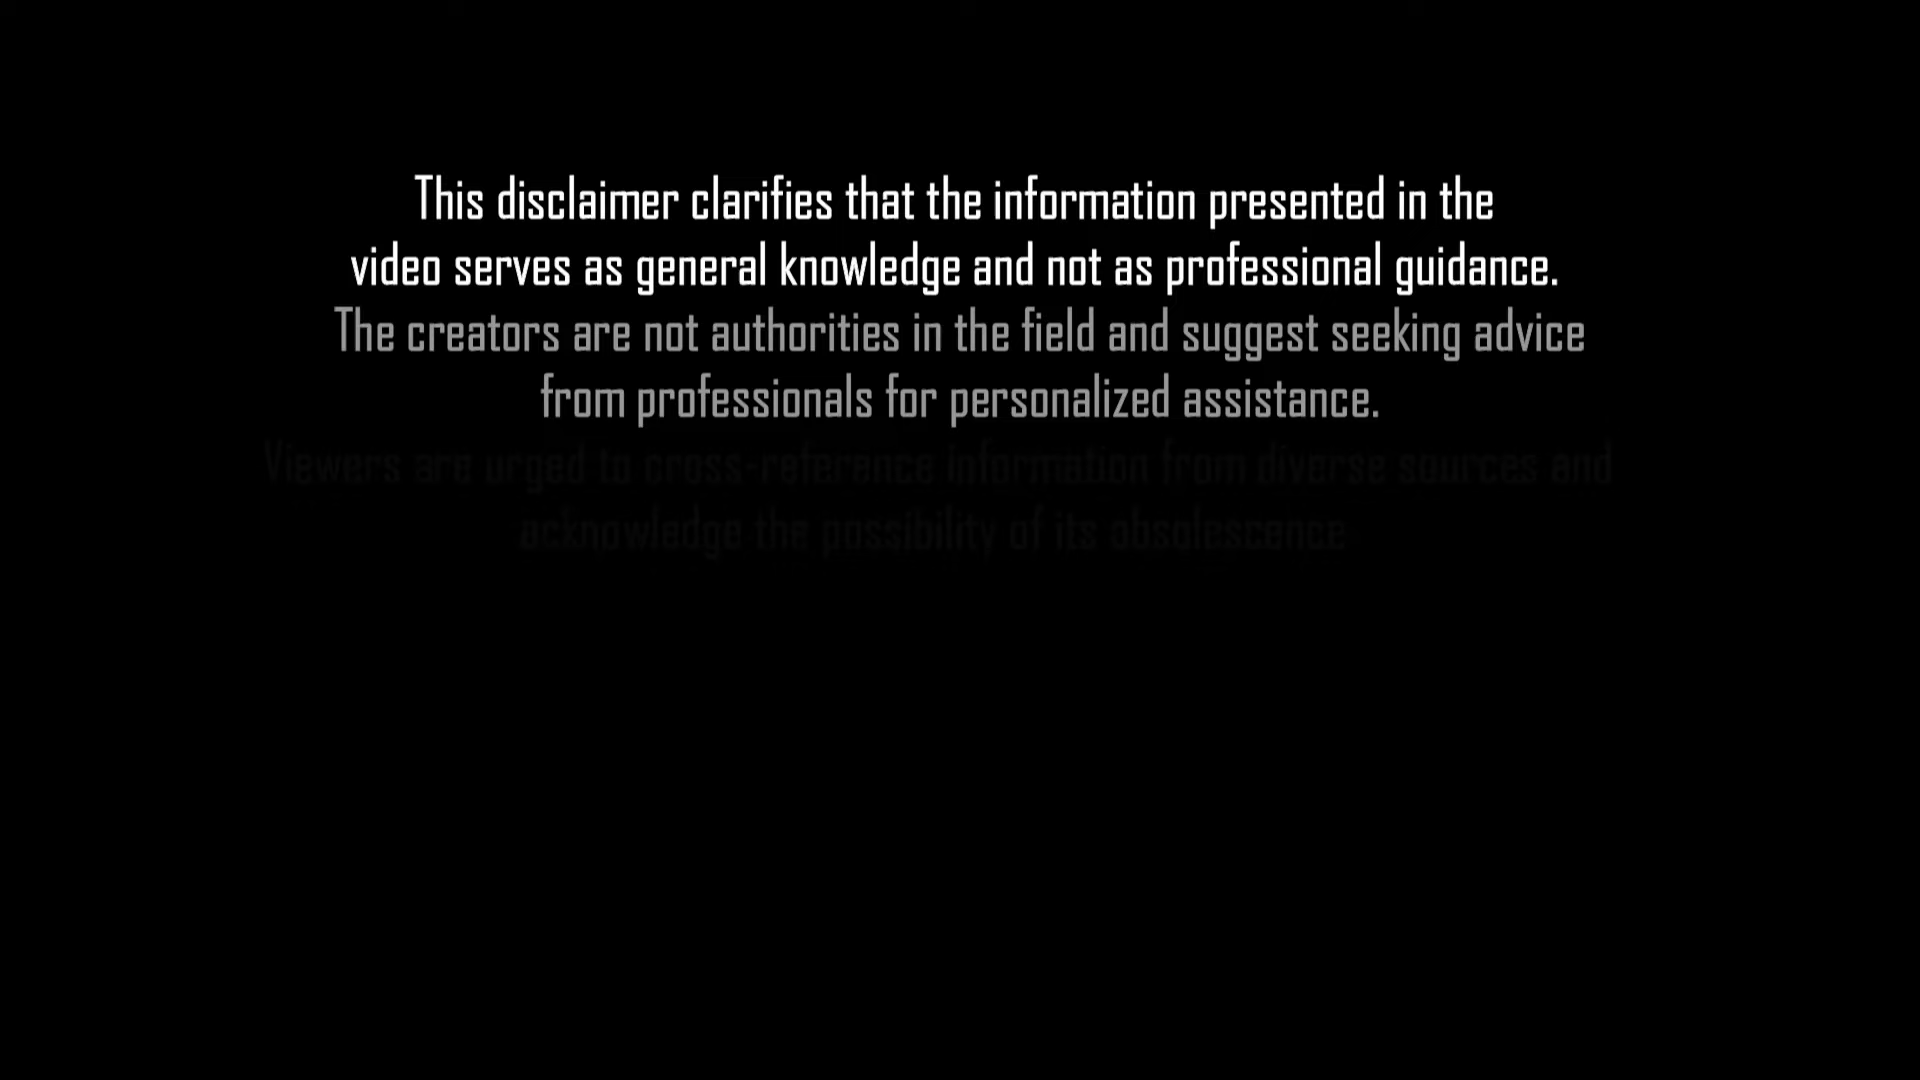 This disclaimer clarifies that the information presented in the
video serves as general knowledge and not as professional guidance.
The creators are not authorities in the field and suggest seeking advice
from professionals for personalized assistance.
Viewers are urged to cross-reference information from diverse sources and
acknowledge the possibility of its obsolescence